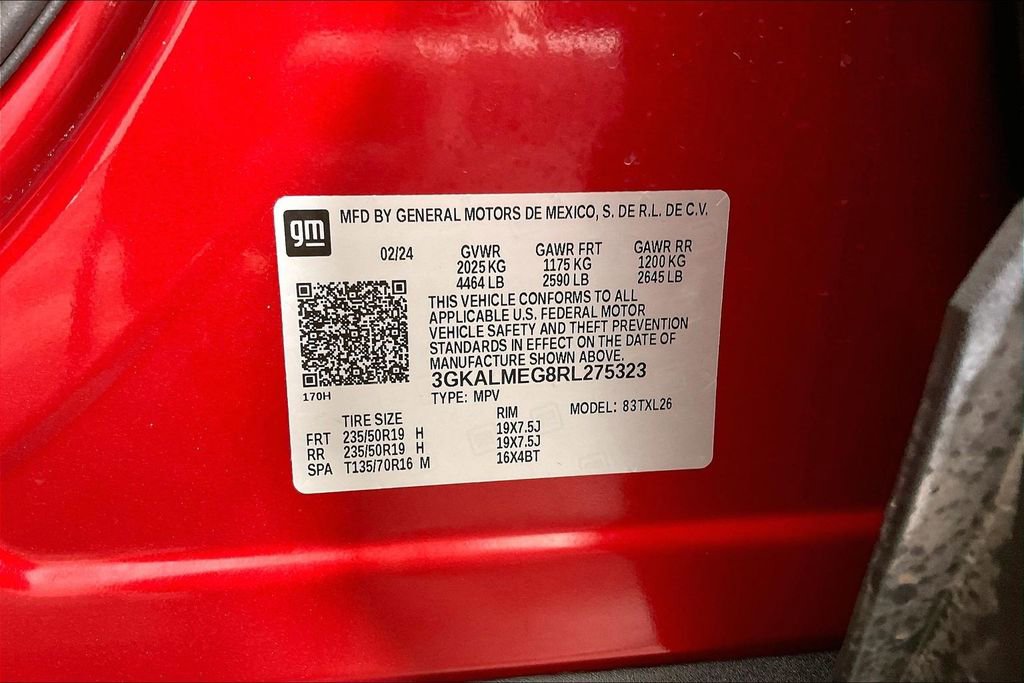 gm
MFD BY GENERAL MOTORS DE MEXICO, S. DE R.L. DE C.V.
02/24 GVWR GAWR FRT GAWR RR
2025 KG 1175 KG 1200 KG
4464 LB 2590 LB 2645 LB
THIS VEHICLE CONFORMS TO ALL
APPLICABLE U.S. FEDERAL MOTOR
VEHICLE SAFETY AND THEFT PREVENTION
STANDARDS IN EFFECT ON THE DATE OF
MANUFACTURE SHOWN ABOVE.
3GKALMEG8RL275323
170H
TYPE: MPV MODEL: 83TXL26
TIRE SIZE RIM
FRT 235/50R19 H 19X7.5J
RR 235/50R19 H 19X7.5J
SPA T135/70R16 M 16X4BT